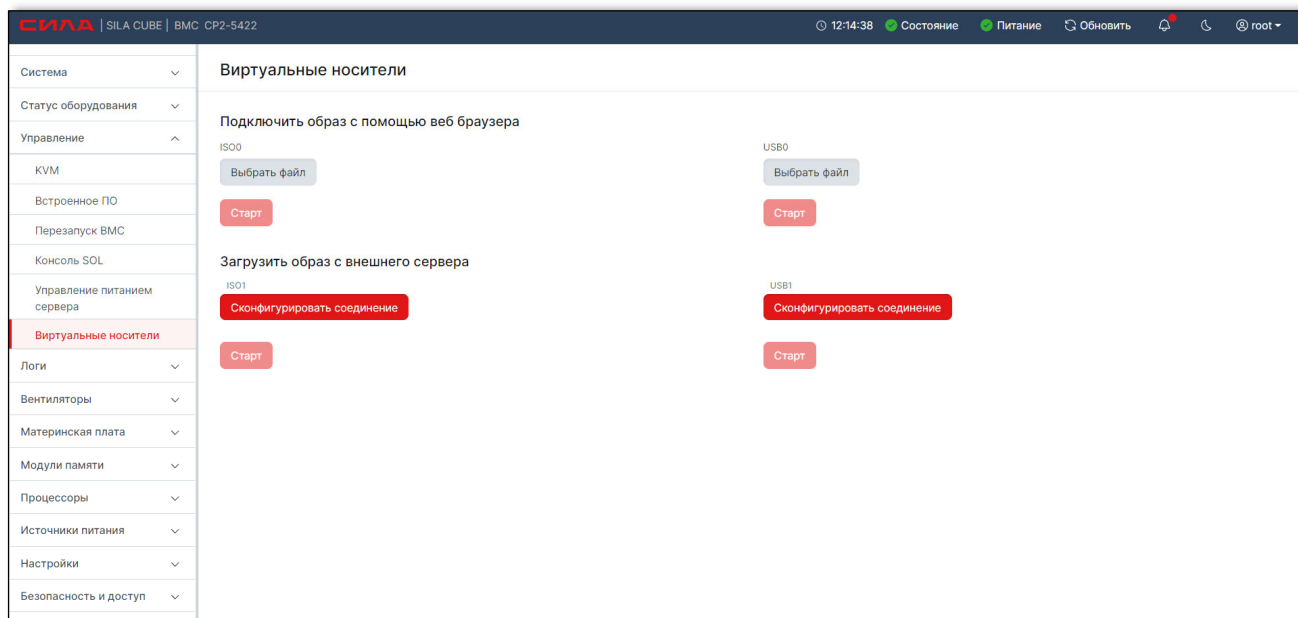 СИЛА | SILA CUBE | BMC CP2-5422 12:14:38 Состояние Питание Обновить root
Система
Статус оборудования
Управление
KVM
Встроенное ПО
Перезапуск BMC
Консоль SOL
Управление питанием
сервера
Виртуальные носители
Логи
Вентиляторы
Материнская плата
Модули памяти
Процессоры
Источники питания
Настройки
Безопасность и доступ
Виртуальные носители
Подключить образ с помощью веб браузера
ISO0 USB0
Выбрать файл Выбрать файл
Старт Старт
Загрузить образ с внешнего сервера
ISO1 USB1
Сконфигурировать соединение Сконфигурировать соединение
Старт Старт